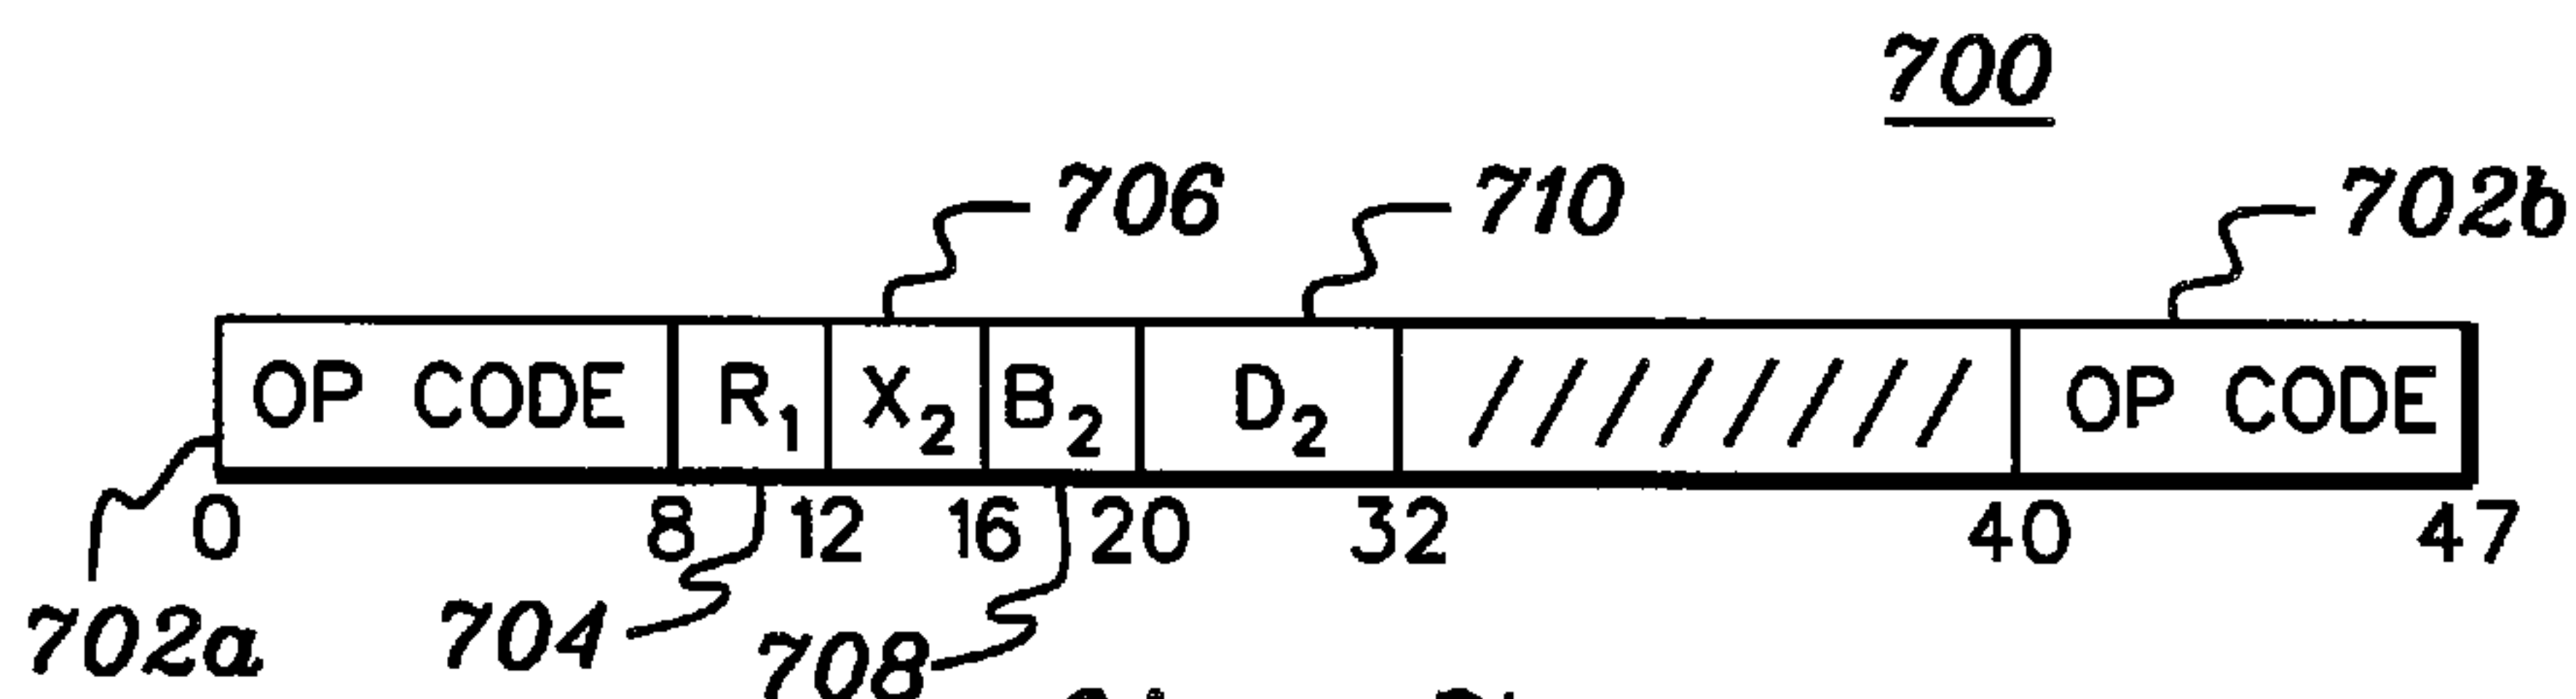 700
706 710 702b
OP CODE R₁ X₂ B₂ D₂ / / / / / / / / OP CODE
0 8 12 16 20 32 40 47
702a 704 708